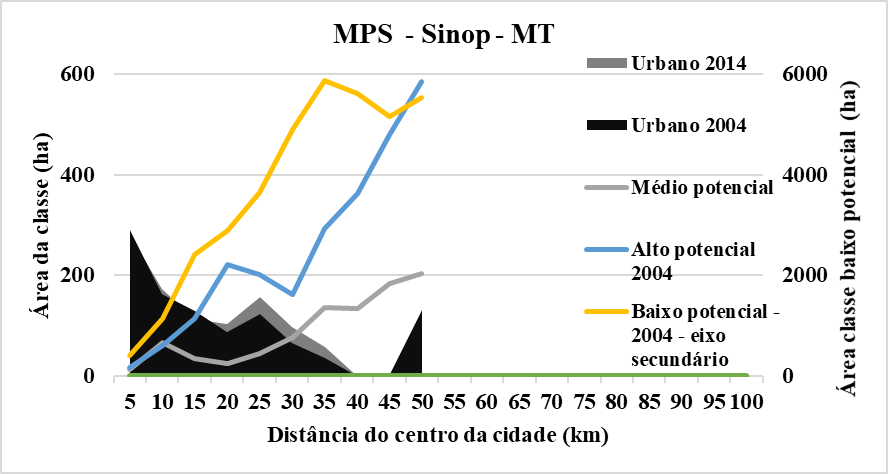 MPS - Sinop - MT
600
400
200
0
Área da classe (ha)
6000
4000
2000
0
Área classe baixo potencial (ha)
Urbano 2014
Urbano 2004
Médio potencial
Alto potencial
2004
Baixo potencial -
2004 - eixo
secundário
5 10 15 20 25 30 35 40 45 50 55 60 65 70 75 80 85 90 95 100
Distância do centro da cidade (km)